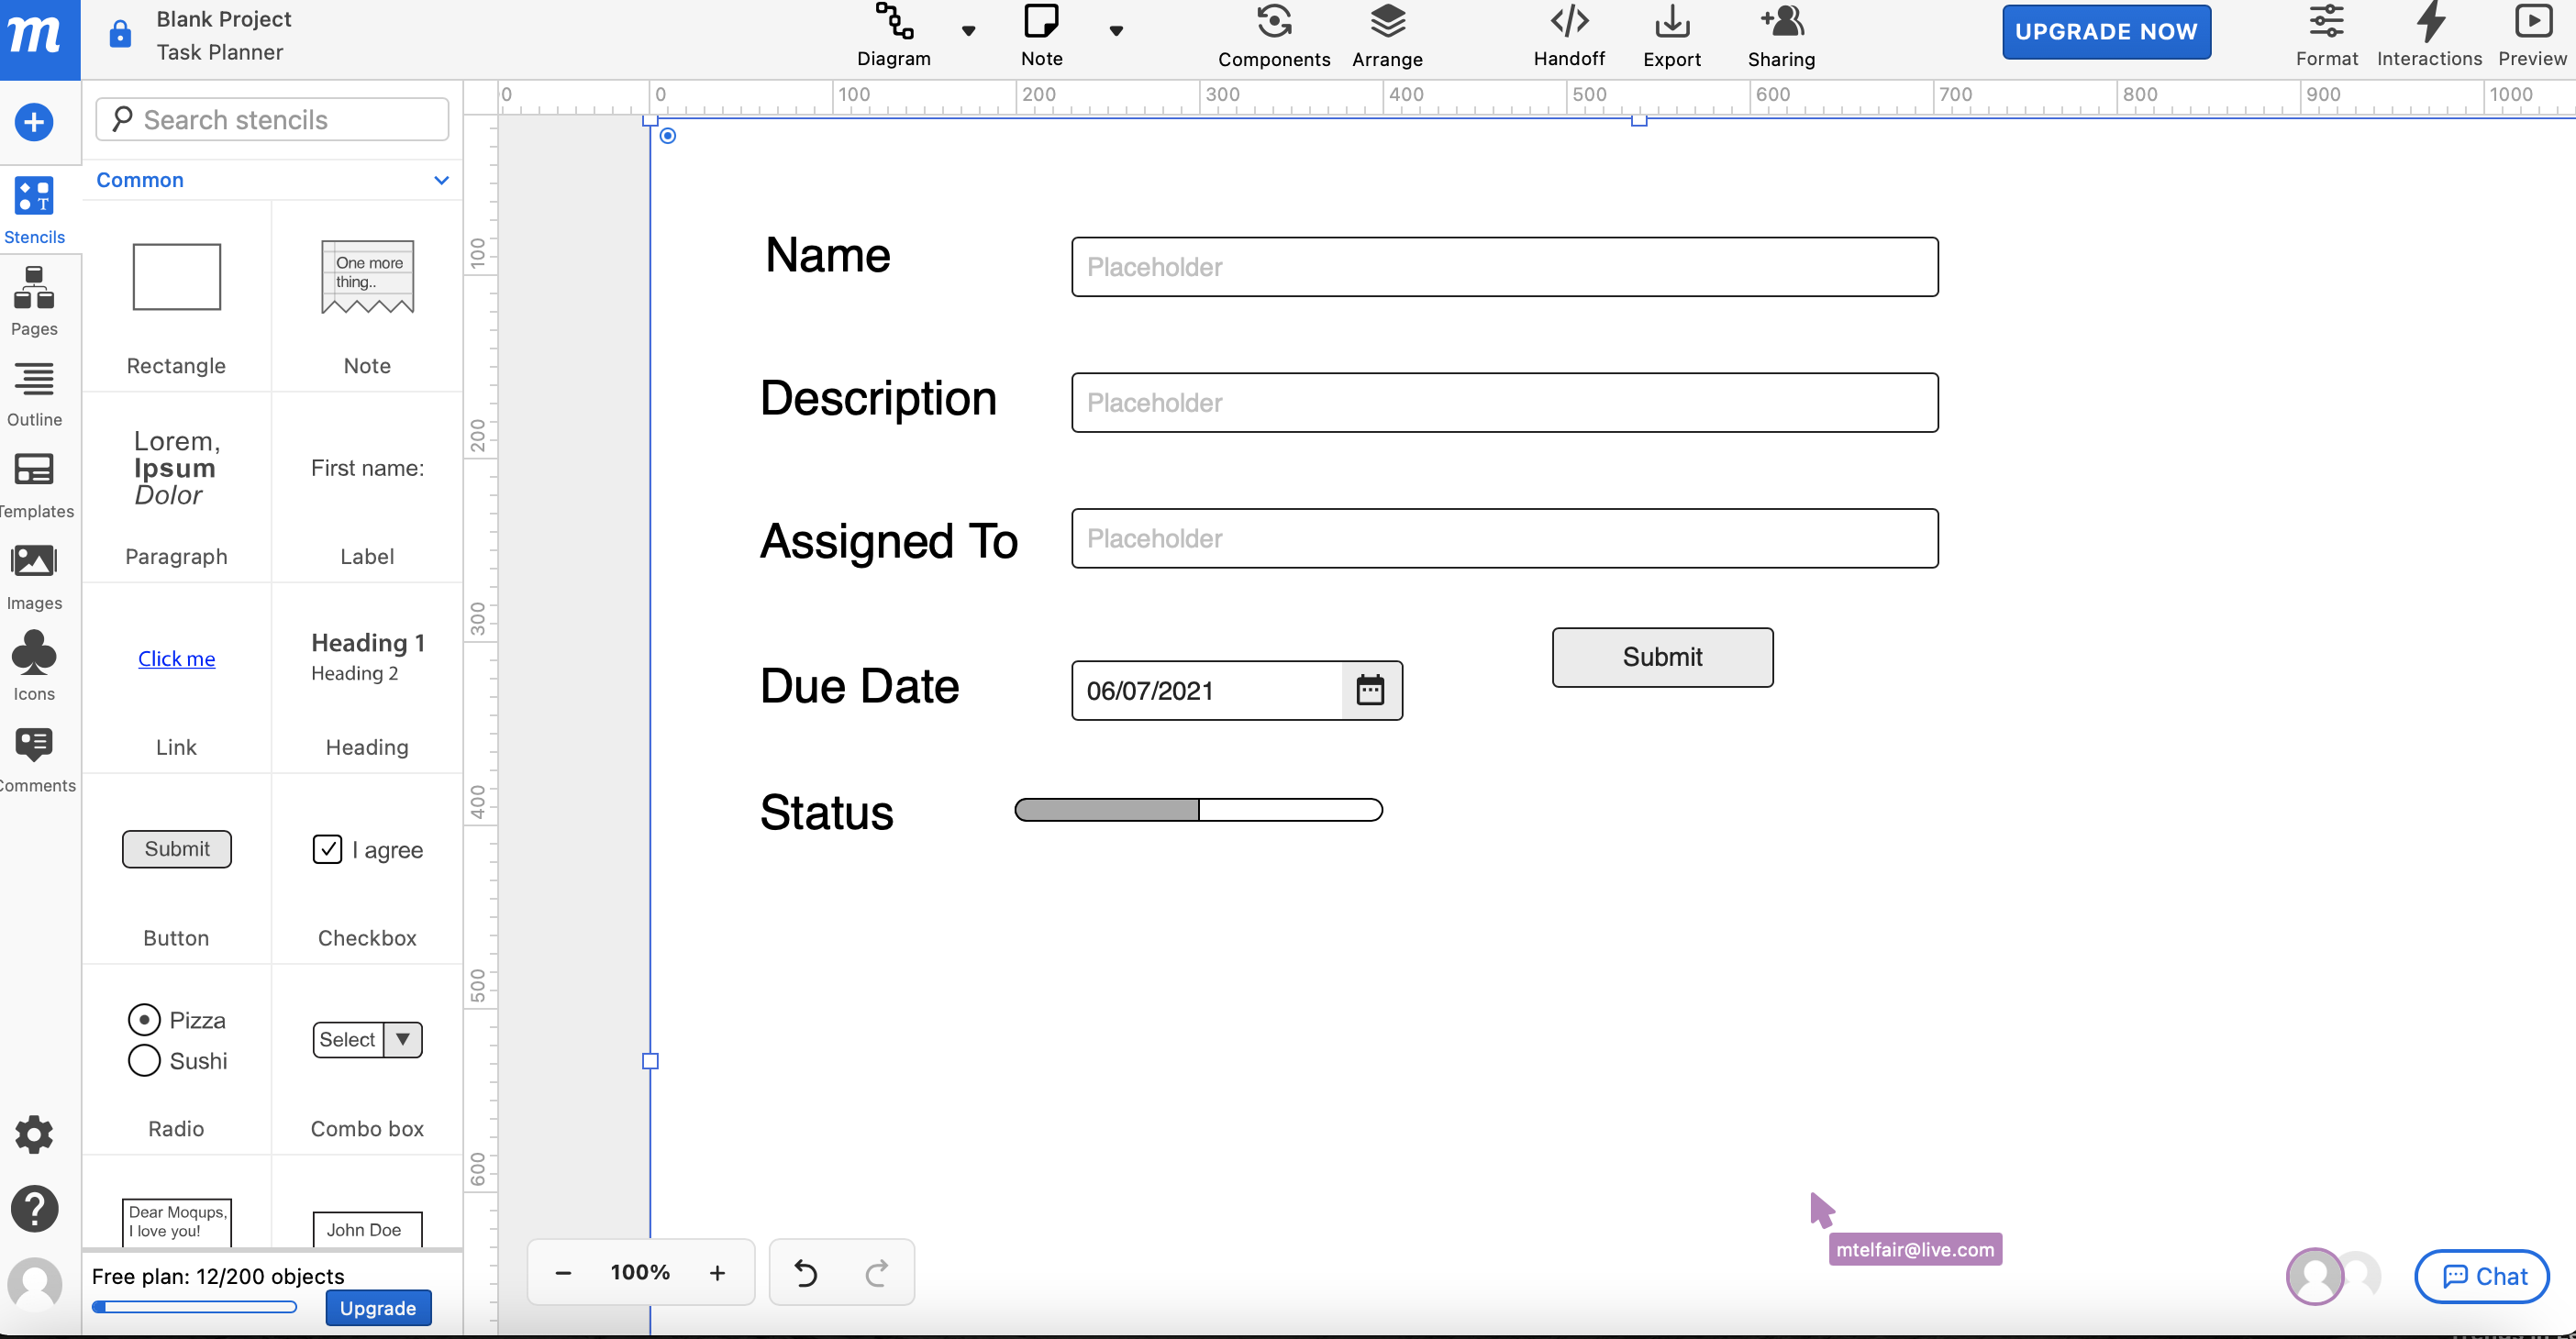 m
Blank Project
Task Planner
Diagram
Note
Components
Arrange
Handoff
Export
Sharing
UPGRADE NOW
Format
Interactions
Preview
Search stencils
0
0
100
200
300
400
500
600
700
800
900
1000
Common
Stencils
T
Pages
Outline
Templates
Images
Icons
Comments
One more
thing..
Rectangle
Note
Lorem,
Ipsum
Dolor
First name:
Paragraph
Label
Click me
Heading 1
Heading 2
Link
Heading
Submit
I agree
Button
Checkbox
Pizza
Sushi
Select
Radio
Combo box
Dear Moqups,
I love you!
John Doe
Free plan: 12/200 objects
Upgrade
100
200
300
400
500
600
Name
Placeholder
Description
Placeholder
Assigned To
Placeholder
Due Date
06/07/2021
Submit
Status
100%
mtelfair@live.com
Chat